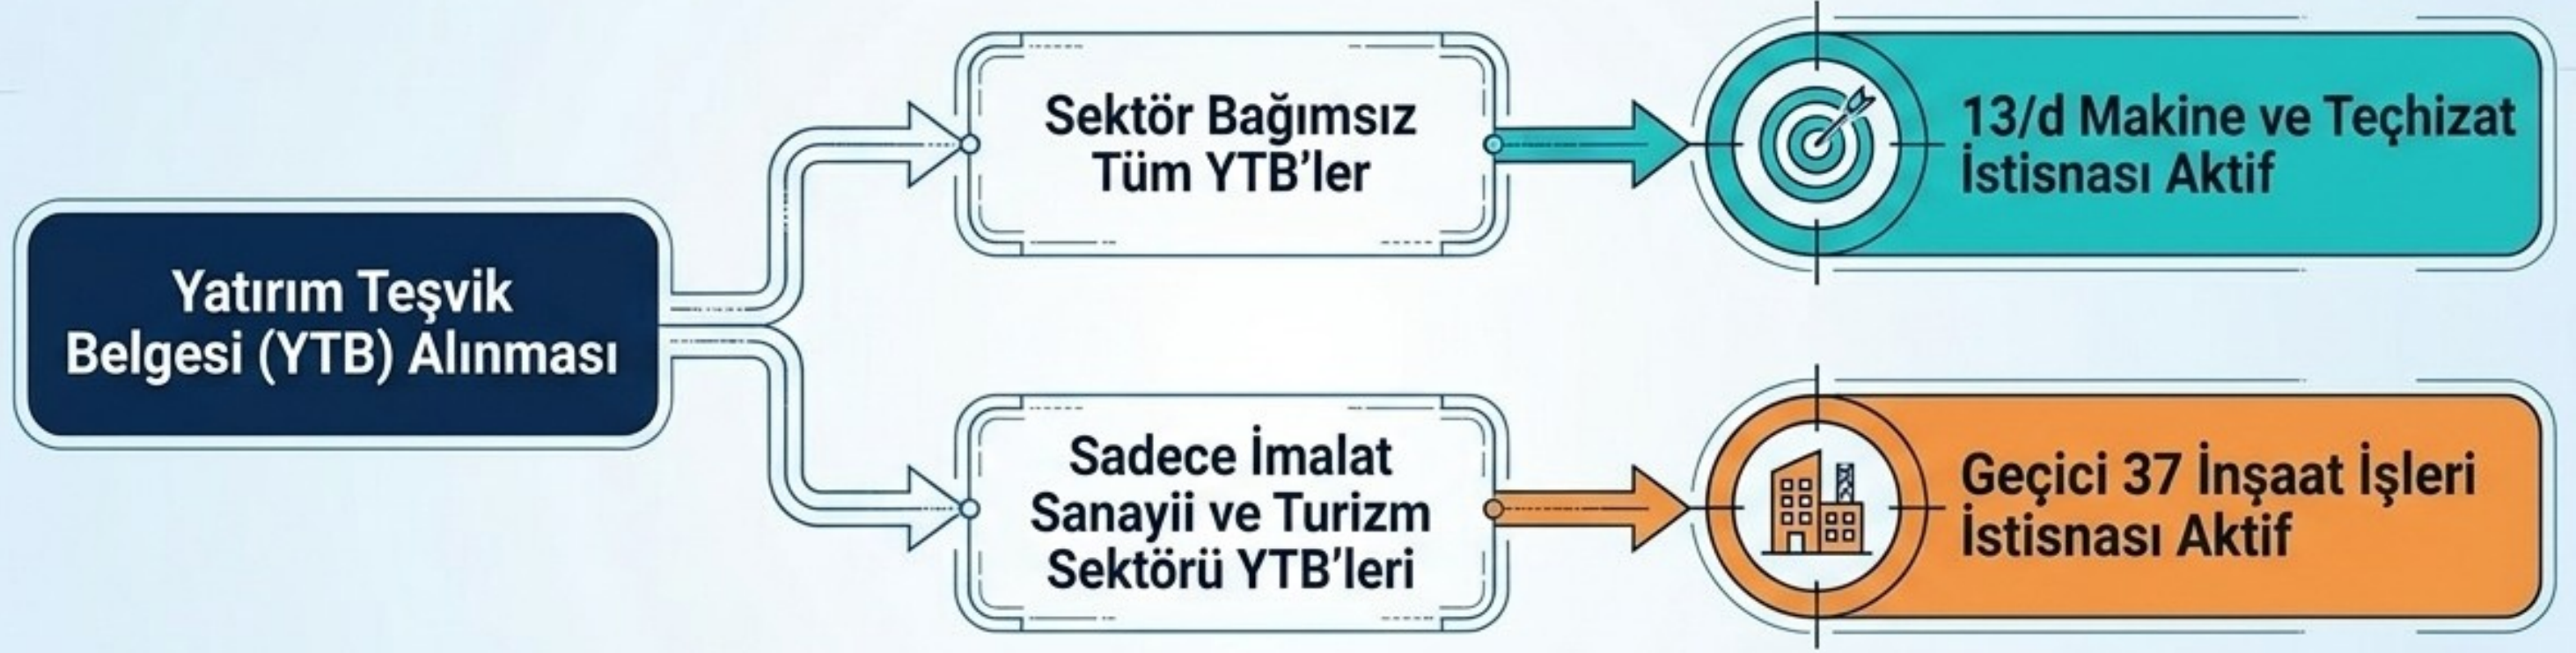 Yatırım Teşvik
Belgesi (YTB) Alınması
Sektör Bağımsız
Tüm YTB'ler
13/d Makine ve Teçhizat
İstisnası Aktif
Sadece İmalat
Sanayii ve Turizm
Sektörü YTB'leri
Geçici 37 İnşaat İşleri
İstisnası Aktif